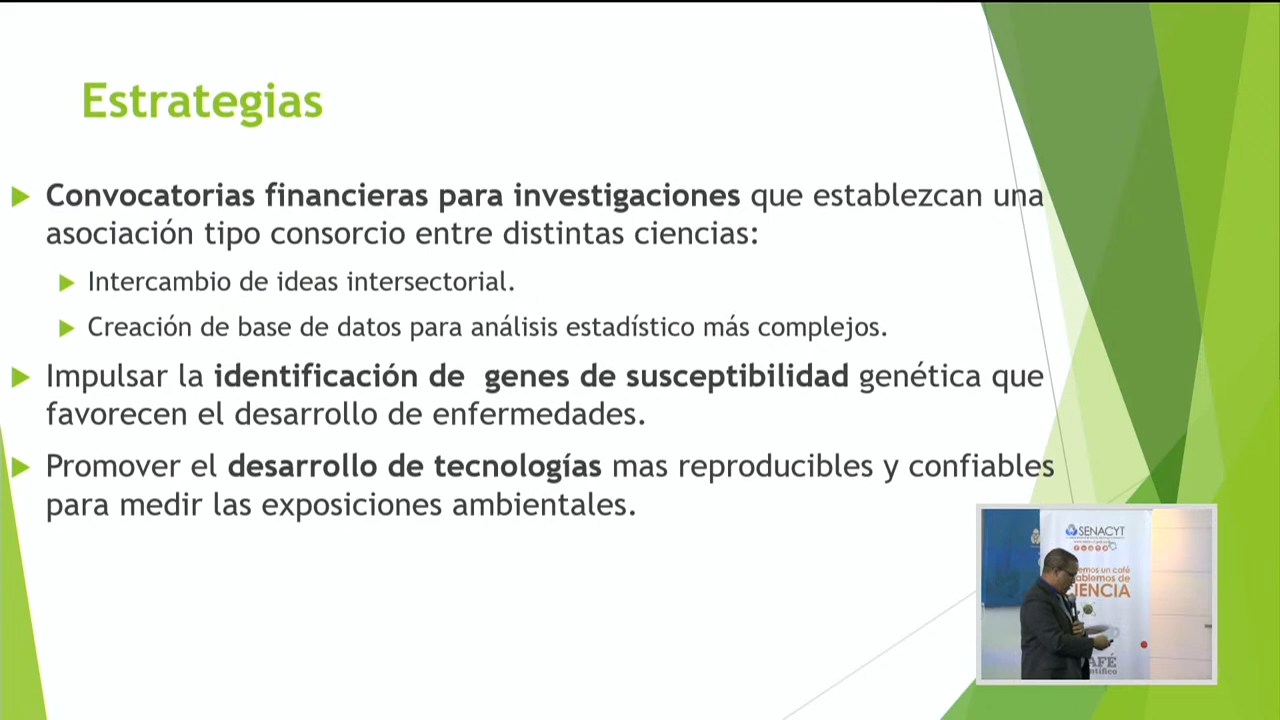 Estrategias
Convocatorias financieras para investigaciones que establezcan una
asociación tipo consorcio entre distintas ciencias:
Intercambio de ideas intersectorial.
Creación de base de datos para análisis estadístico más complejos.
Impulsar la identificación de genes de susceptibilidad genética que
favorecen el desarrollo de enfermedades.
Promover el desarrollo de tecnologías mas reproducibles y confiables
para medir las exposiciones ambientales.
SENACYT
un café
CIENCIA